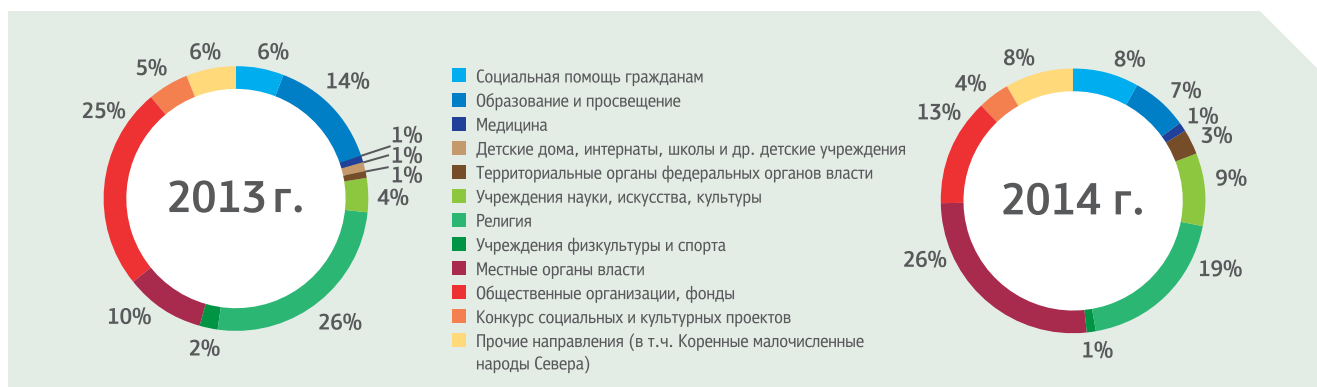 6%
6%
14%
5%
25%
1%
1%
1%
4%
2013 г.
26%
10%
2%
Социальная помощь гражданам
Образование и просвещение
Медицина
Детские дома, интернаты, школы и др. детские учреждения
Территориальные органы федеральных органов власти
Учреждения науки, искусства, культуры
Религия
Учреждения физкультуры и спорта
Местные органы власти
Общественные организации, фонды
Конкурс социальных и культурных проектов
Прочие направления (в т.ч. Коренные малочисленные
народы Севера)
8%
8%
4%
7%
13%
1%
3%
9%
2014 г.
26%
19%
1%